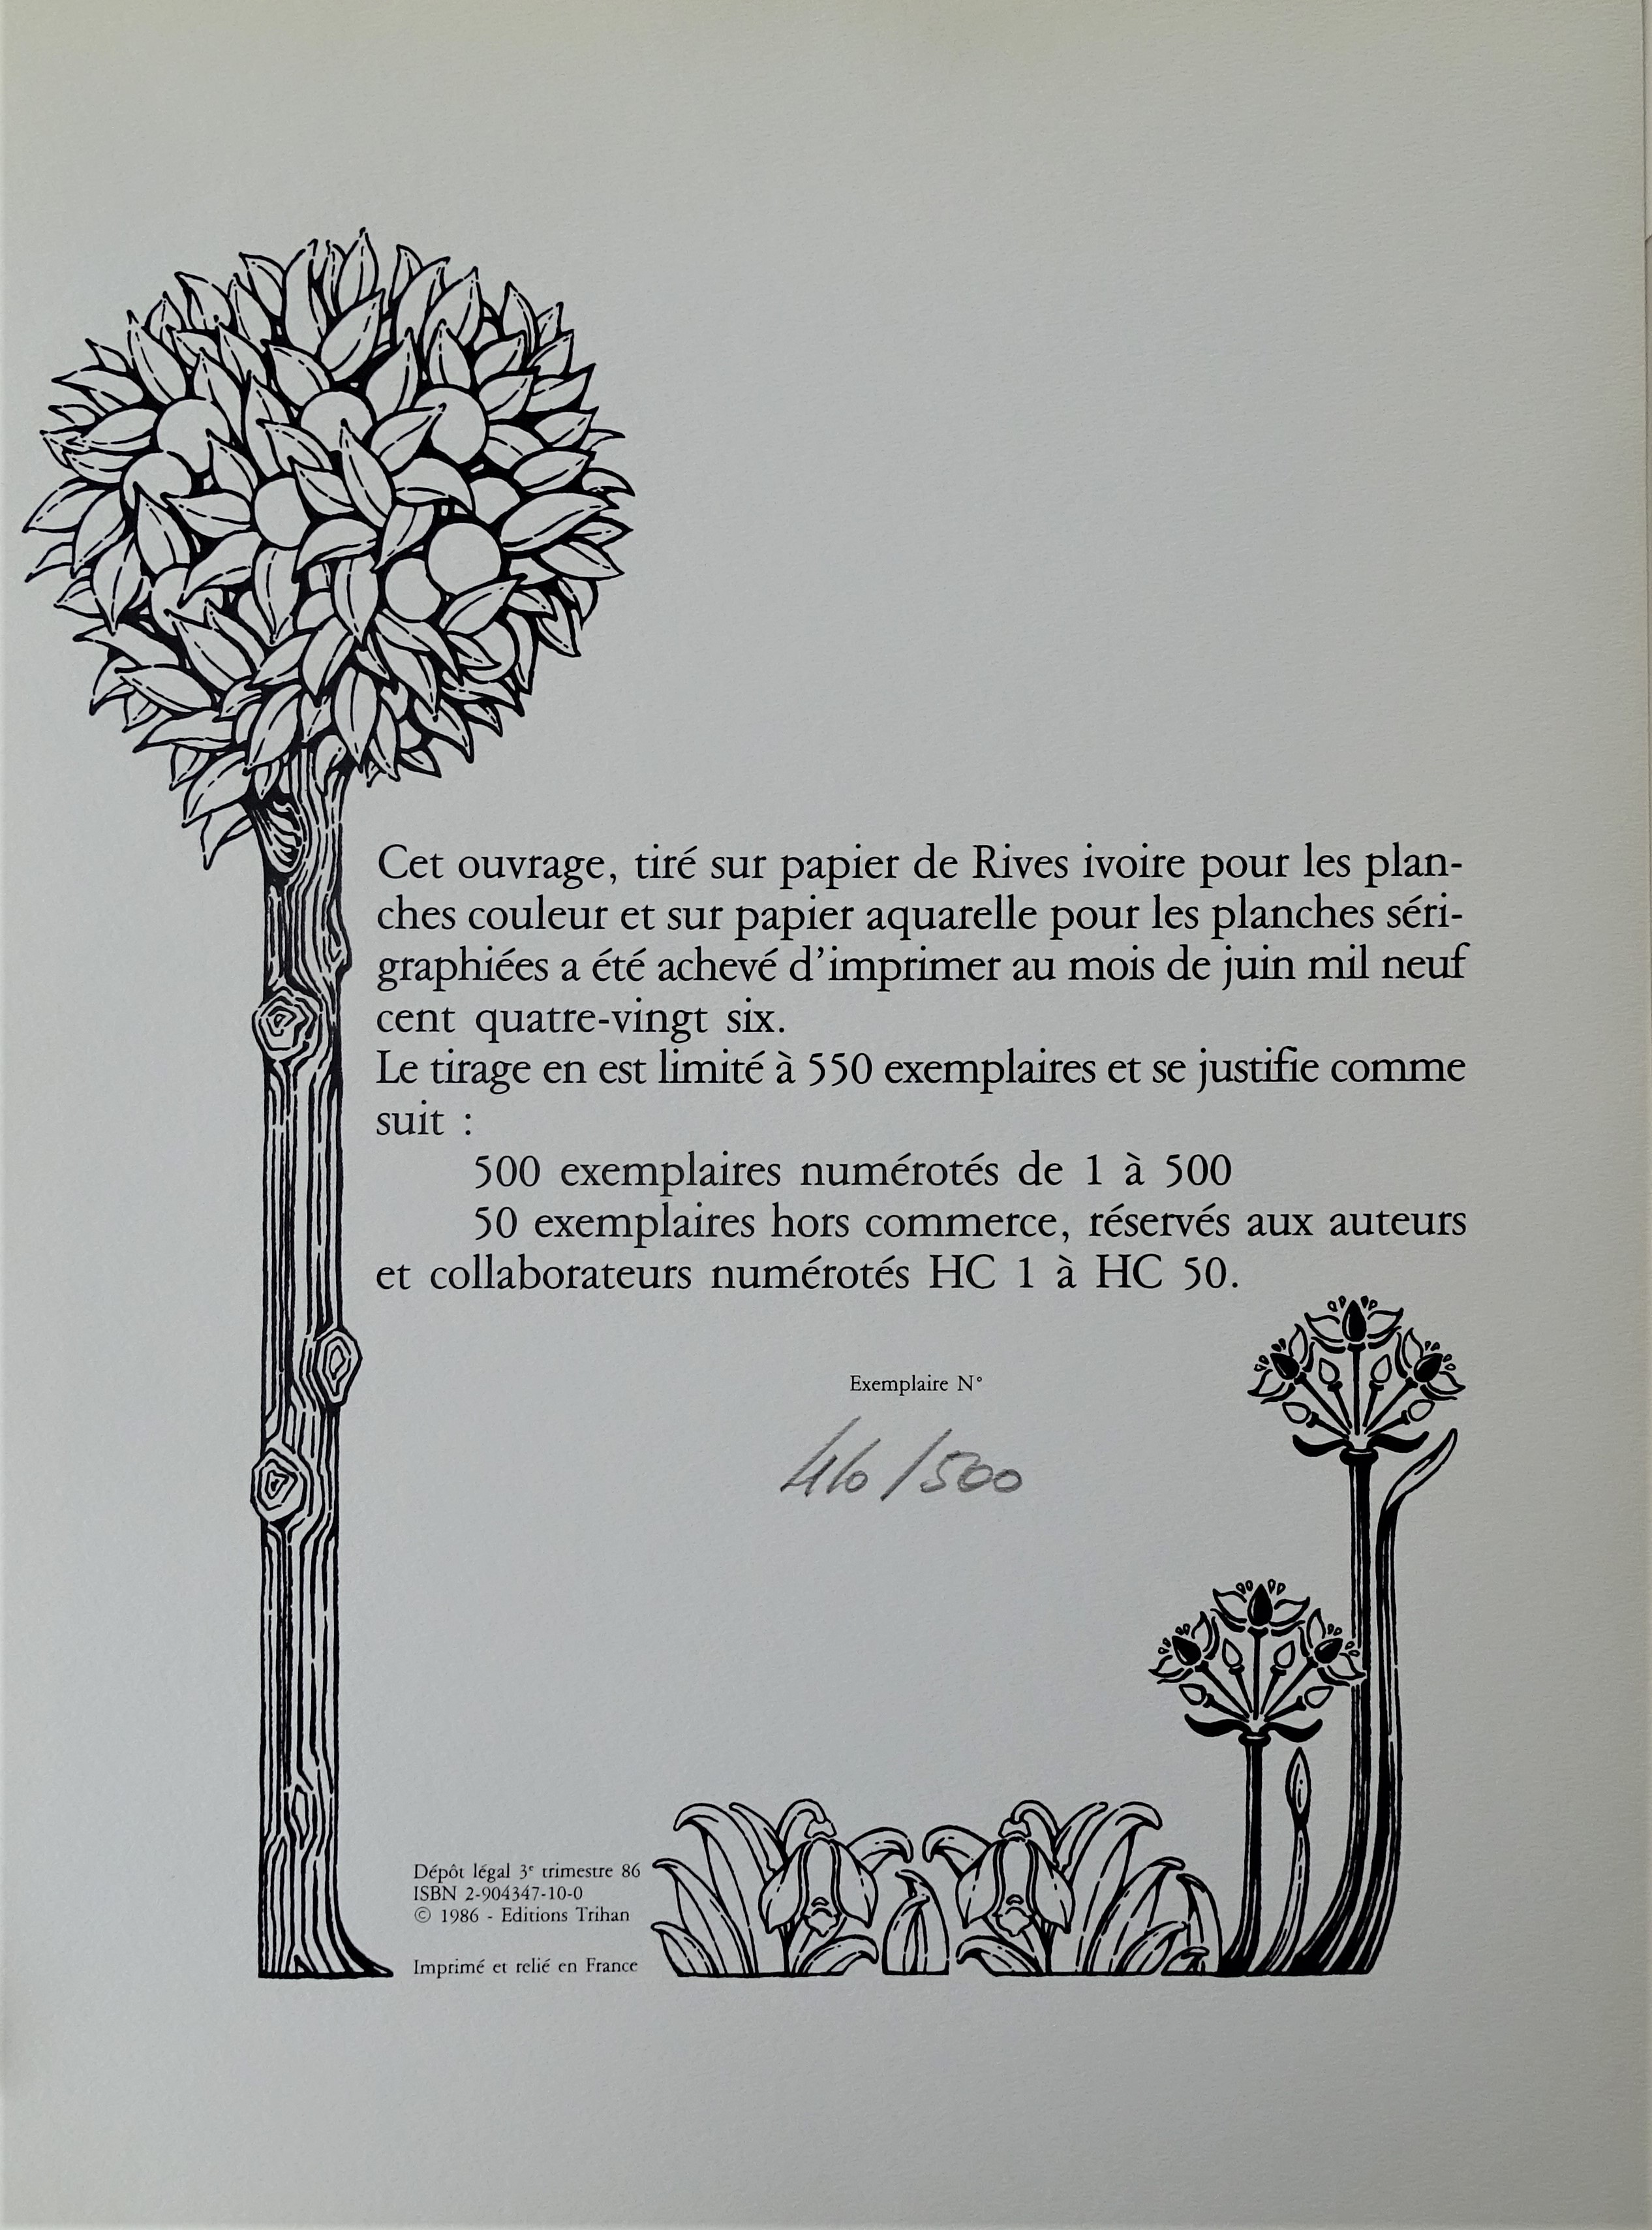 Cet ouvrage, tiré sur papier de Rives ivoire pour les plan-
ches couleur et sur papier aquarelle pour les planches séri-
graphiées a été achevé d'imprimer au mois de juin mil neuf
cent quatre-vingt six.
Le tirage en est limité à 550 exemplaires et se justifie comme
suit :
500 exemplaires numérotés de 1 à 500
50 exemplaires hors commerce, réservés aux auteurs
et collaborateurs numérotés HC 1 à HC 50.
Exemplaire N°
/500
Dépôt légal 3e trimestre 86
ISBN 2-904347-10-0
© 1986 - Editions Trihan
Imprimé et relié en France